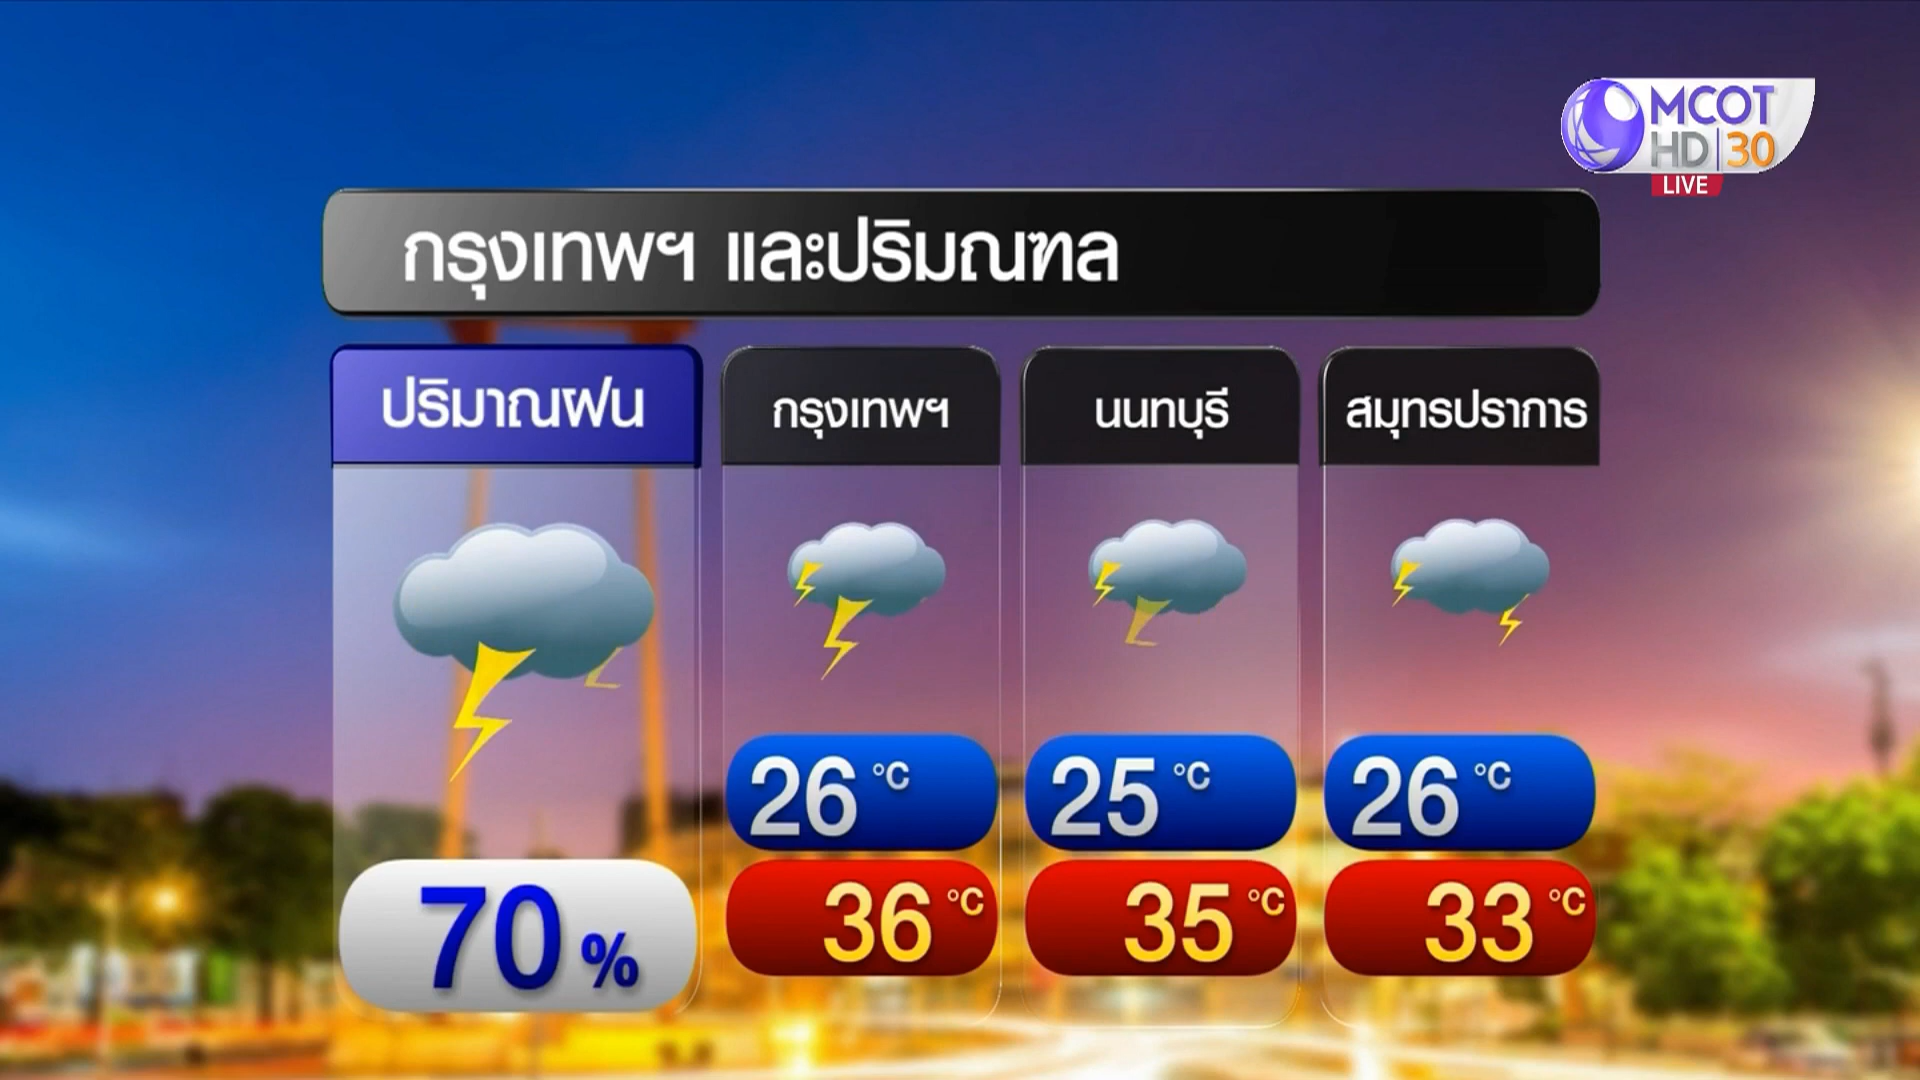 MCOT
HD 30
LIVE
กรุงเทพฯ และปริมณฑล
ปริมาณฝน
กรุงเทพฯ
นนทบุรี
สมุทรปราการ
26 °C
25 °C
26 °C
70 %
36 °C
35 °C
33 °C